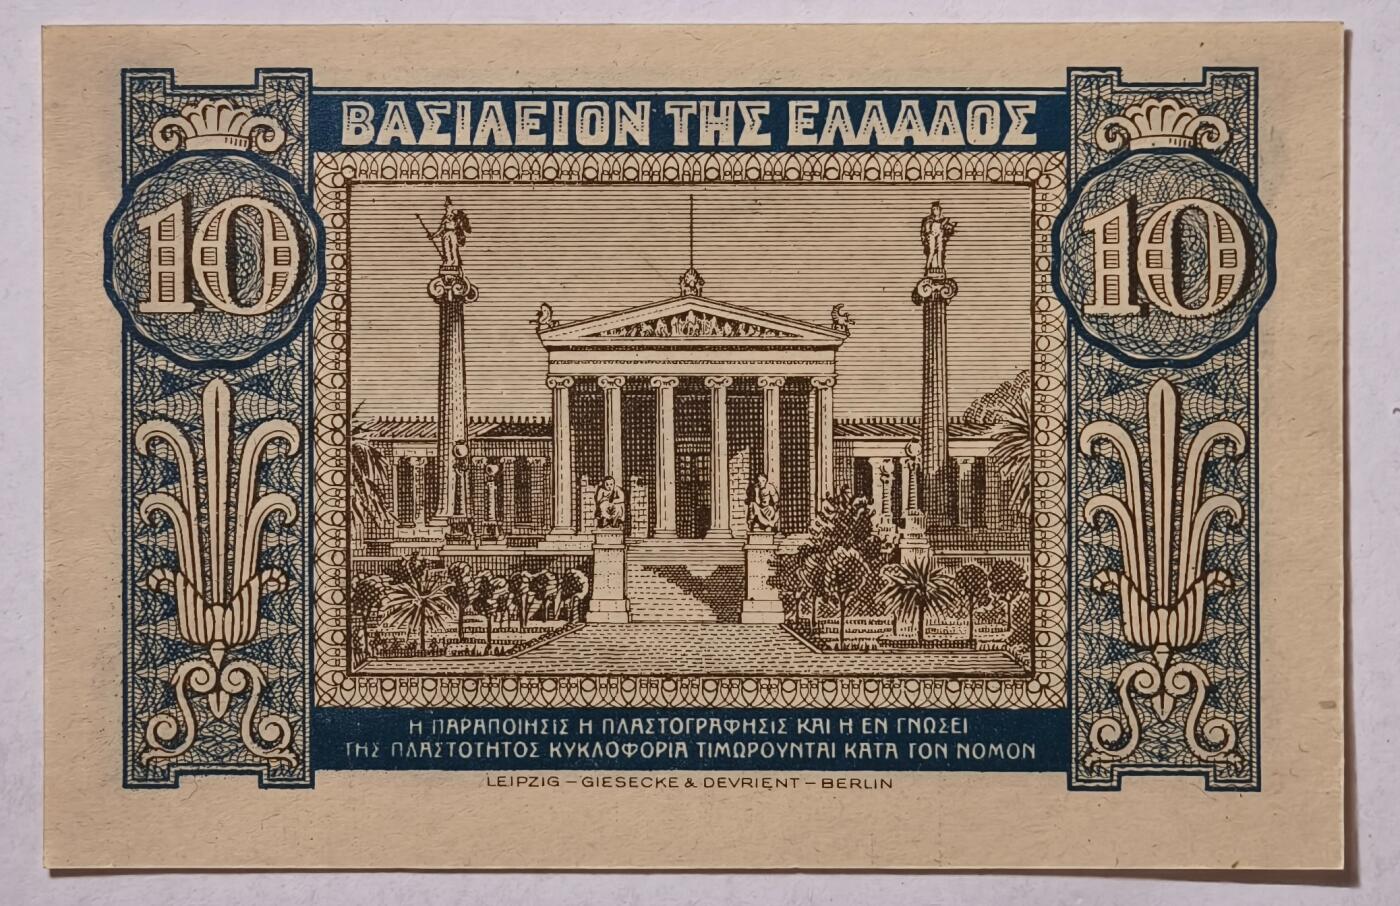 ΒΑΣΙΛΕΙΟΝ ΤΗΣ ΕΛΛΑΔΟΣ
10
10
Η ΠΑΡΑΠΟΙΗΣΙΣ Η ΠΛΑΣΤΟΓΡΑΦΗΣΙΣ ΚΑΙ Η ΕΝ ΓΝΩΣΕΙ
ΤΗΣ ΠΛΑΣΤΟΤΗΤΟΣ ΚΥΚΛΟΦΟΡΙΑ ΤΙΜΩΡΟΥΝΤΑΙ ΚΑΤΑ ΤΟΝ ΝΟΜΟΝ
LEIPZIG – GIESECKE & DEVRIENT – BERLIN